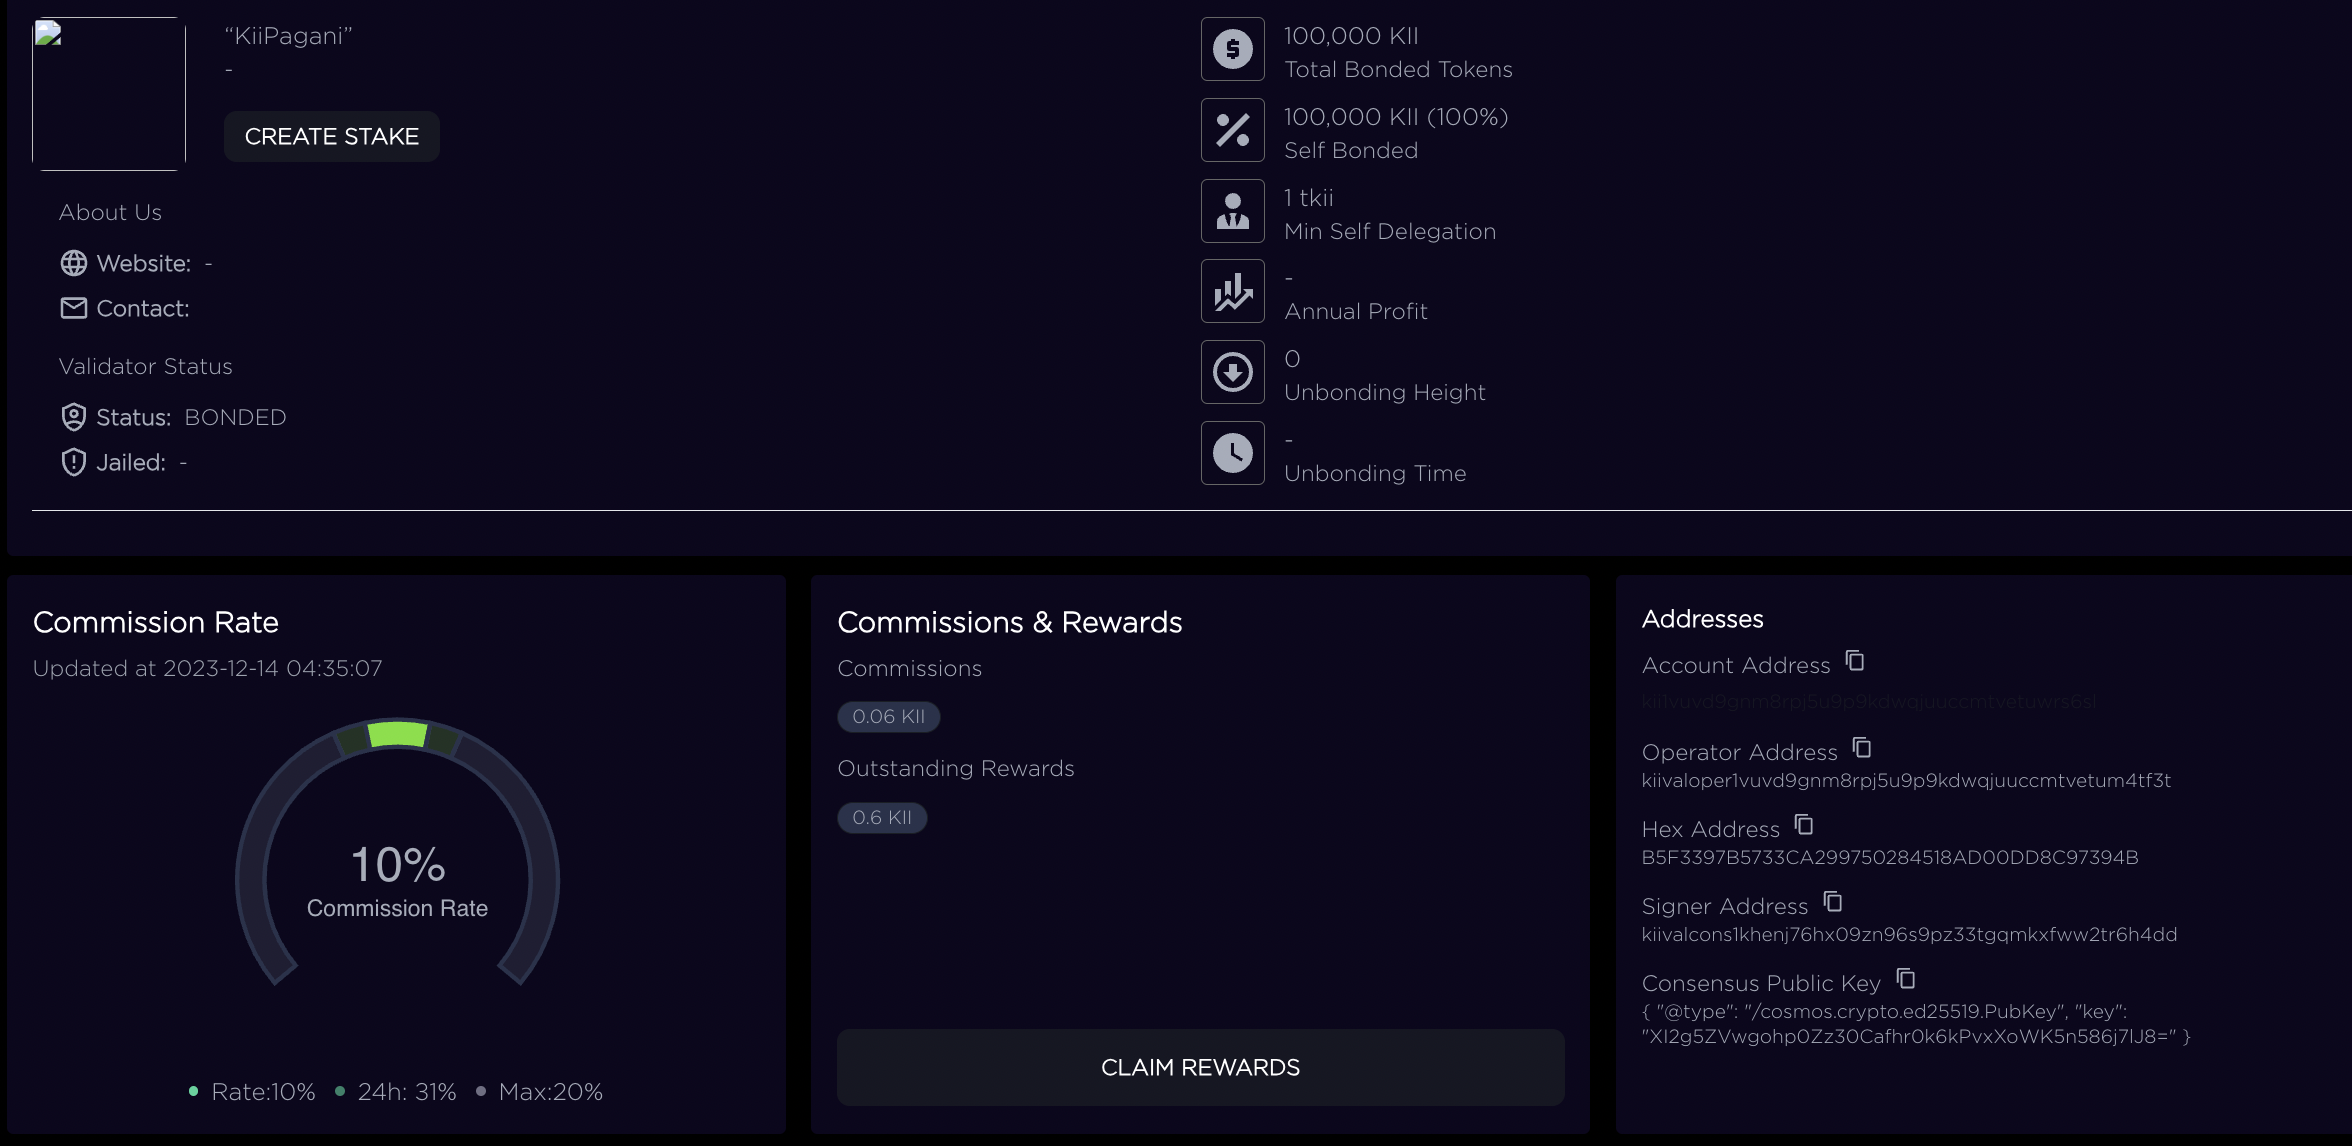 “KiiPagani”
-
CREATE STAKE
About Us
Website: -
Contact:
Validator Status
Status: BONDED
Jailed: -
100,000 KII
Total Bonded Tokens
100,000 KII (100%)
Self Bonded
1 tkii
Min Self Delegation
-
Annual Profit
0
Unbonding Height
-
Unbonding Time
Commission Rate
Updated at 2023-12-14 04:35:07
10%
Commission Rate
Rate:10% 24h: 31% Max:20%
Commissions & Rewards
Commissions
0.06 KII
Outstanding Rewards
0.6 KII
CLAIM REWARDS
Addresses
Account Address
kii1vuvd9gnm8rpj5u9p9kdwqjuuccmtvetuwrs6sl
Operator Address
kiivaloper1vuvd9gnm8rpj5u9p9kdwqjuuccmtvetum4tf3t
Hex Address
B5F3397B5733CA299750284518AD00DD8C97394B
Signer Address
kiivalcons1khenj76hx09zn96s9pz33tgqmkxfww2tr6h4dd
Consensus Public Key
{ "@type": "/cosmos.crypto.ed25519.PubKey", "key":
"XI2g5ZVwgohp0Zz30Cafhr0k6kPvxXoWK5n586j7lJ8=" }